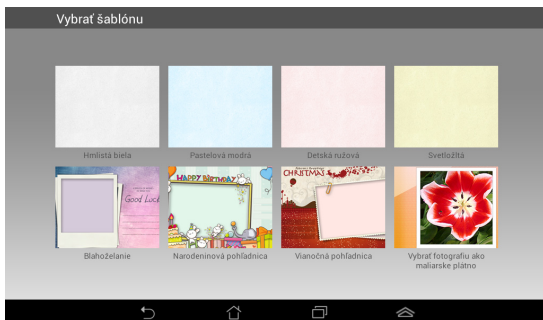 Vybrať šablónu
Hmlistá biela
Pastelová modrá
Detská ružová
Svetložltá
Good Luck
HAPPY BIRTHDAY
CHRISTMAS
Blahoželanie
Narodeninová pohľadnica
Vianočná pohľadnica
Vybrať fotografiu ako
maliarske plátno